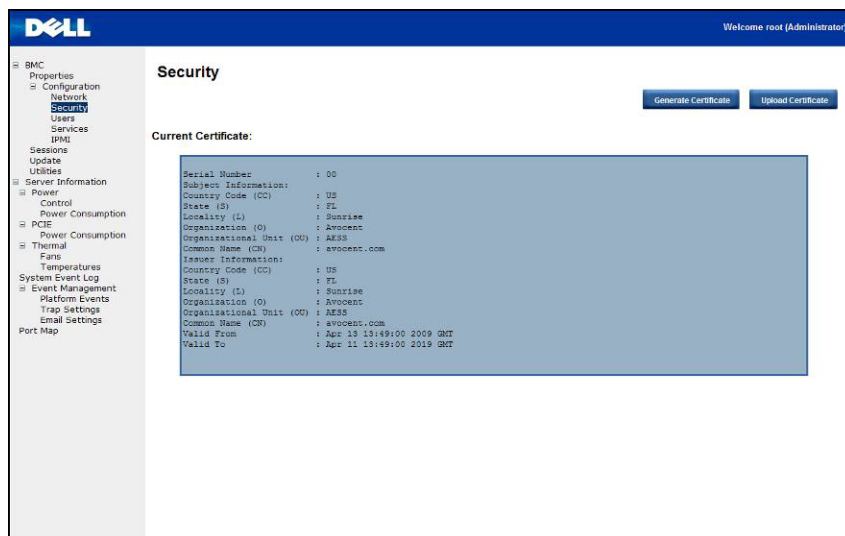 DELL
Welcome root (Administrator
BMC
Properties
Configuration
Network
Security
Users
Services
IPMI
Sessions
Update
Utilities
Server Information
Power
Control
Power Consumption
PCIE
Power Consumption
Thermal
Fans
Temperatures
System Event Log
Event Management
Platform Events
Trap Settings
Email Settings
Port Map
Security
Generate Certificate
Upload Certificate
Current Certificate:
Serial Number : 00
Subject Information:
Country Code (CC) : US
State (S) : FL
Locality (L) : Sunrise
Organization (O) : Avocent
Organizational Unit (OU) : AESS
Common Name (CN) : avocent.com
Issuer Information:
Country Code (CC) : US
State (S) : FL
Locality (L) : Sunrise
Organization (O) : Avocent
Organizational Unit (OU) : AESS
Common Name (CN) : avocent.com
Valid From : Apr 13 13:49:00 2009 GMT
Valid To : Apr 11 13:49:00 2019 GMT